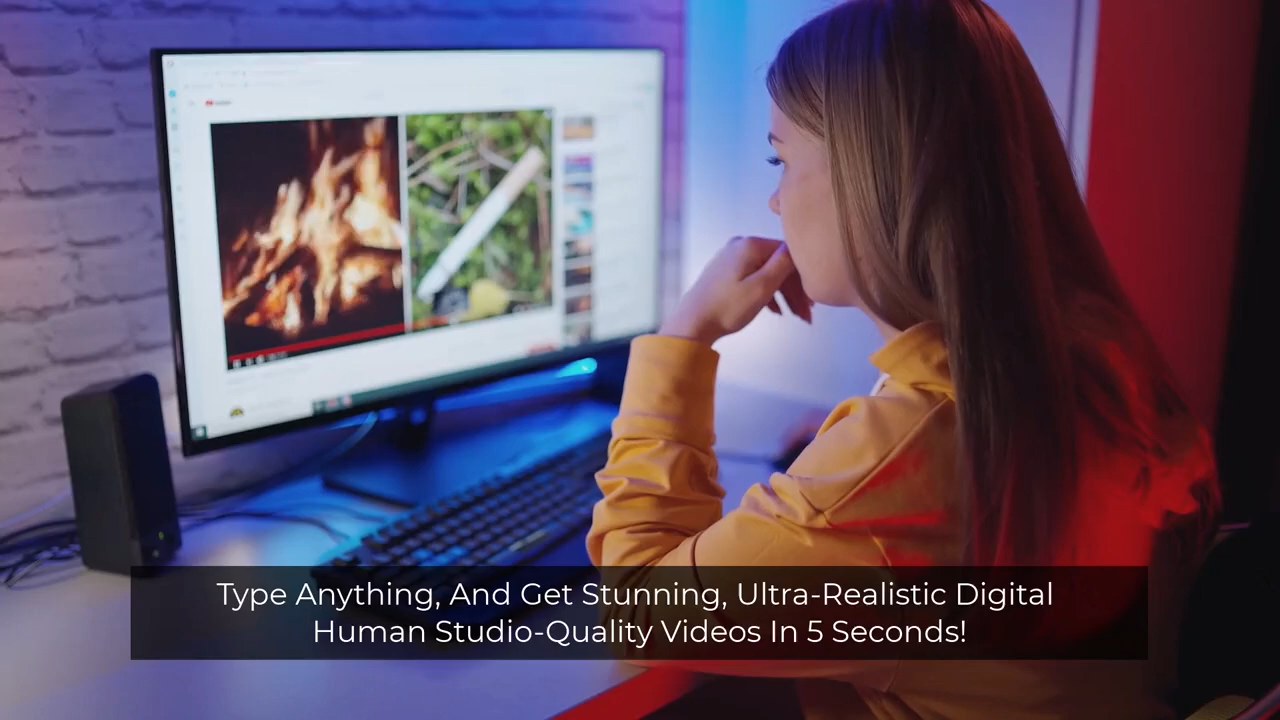 Type Anything, And Get Stunning, Ultra-Realistic Digital
Human Studio-Quality Videos In 5 Seconds!